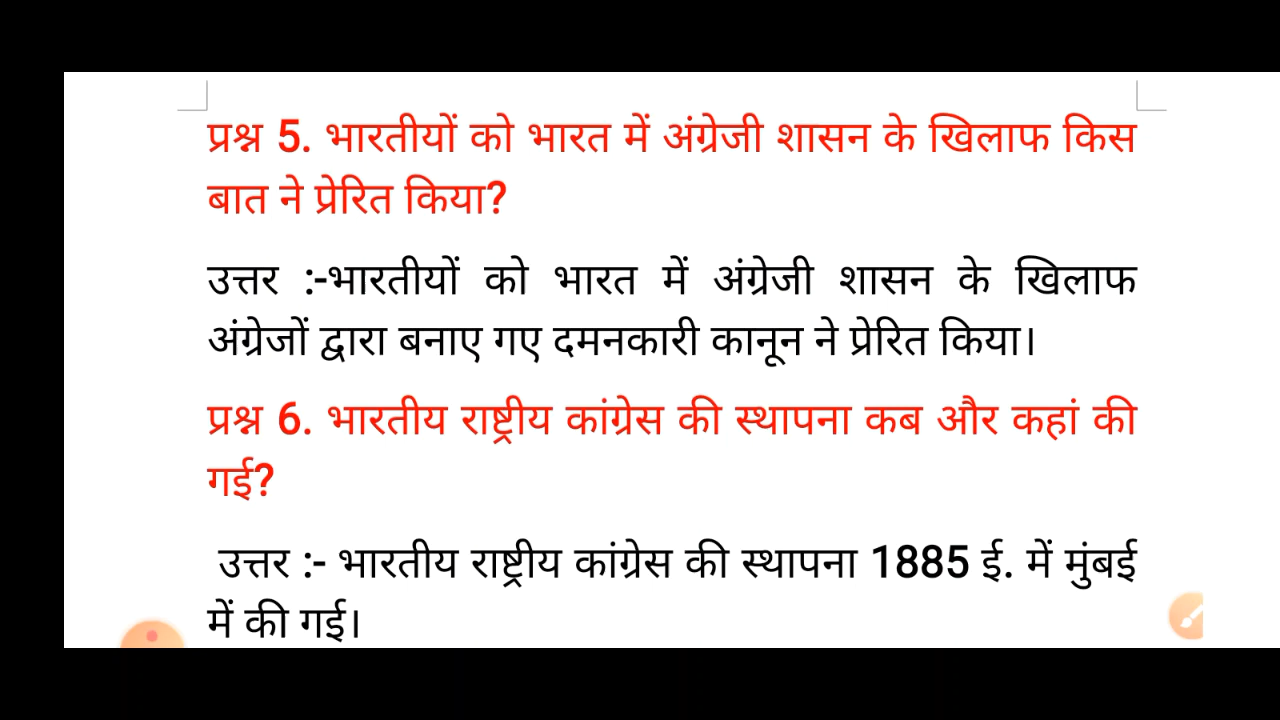 प्रश्न 5. भारतीयों को भारत में अंग्रेजी शासन के खिलाफ किस
बात ने प्रेरित किया?
उत्तर :-भारतीयों को भारत में अंग्रेजी शासन के खिलाफ
अंग्रेजों द्वारा बनाए गए दमनकारी कानून ने प्रेरित किया।
प्रश्न 6. भारतीय राष्ट्रीय कांग्रेस की स्थापना कब और कहां की
गई?
उत्तर :- भारतीय राष्ट्रीय कांग्रेस की स्थापना 1885 ई. में मुंबई
में की गई।